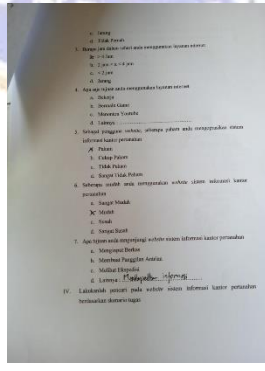 c. Jarang
d. Tidak Pernah
3. Berapa jam dalam sehari anda menggunakan layanan internet
b. 2 jam - x < 4 jam
c. < 2 jam
d. Jarang
4. Apa saja tujuan anda menggunakan layanan internet
a. Bekerja
b. Bermain Game
c. Menonton Youtube
d. Lainnya
5. Sebagai pengguna website, seberapa paham anda menggunakan sistem
informasi kantor pertanahan
Paham
b. Cukup Paham
c. Tidak Paham
d. Sangat Tidak Paham
6. Seberapa mudah anda menggunakan website sistem informasi kantor
pertanahan
a. Sangat Mudah
Mudah
c. Susah
d. Sangat Susah
7. Apa tujuan anda mengunjungi website sistem informasi kantor pertanahan
a. Menginput Berkas
b. Membuat Panggilan Antrian
c. Melihat
d. Lainnya informasi
IV. Lakukanlah pencari pada website sistem informasi kantor pertanahan
berdasarkan skenario tugas